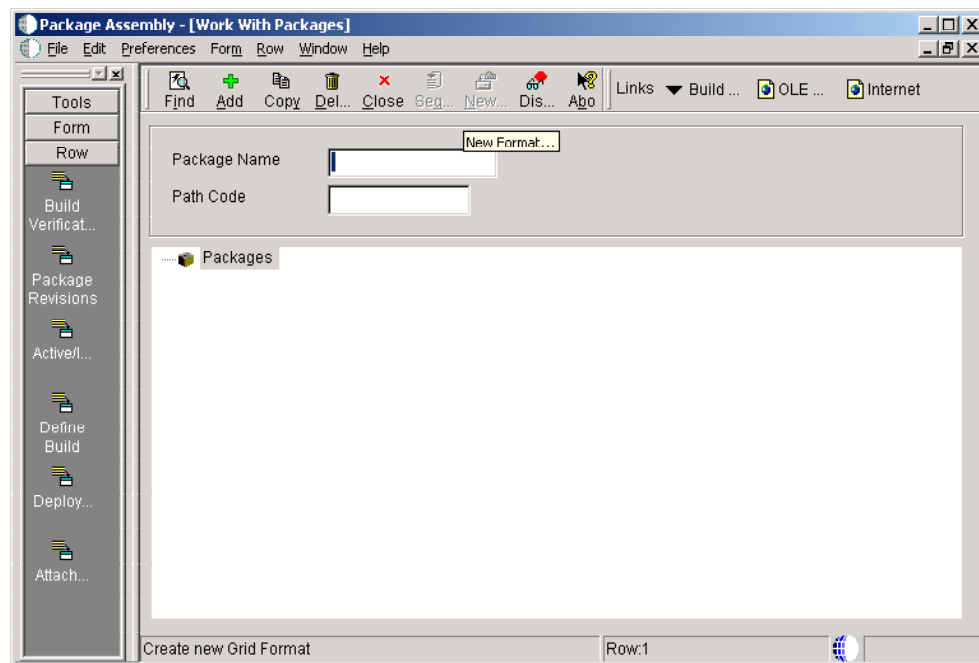 Package Assembly - [Work With Packages]
File Edit Preferences Form Row Window Help
Find Add Copy Del... Close Seq... New... Dis... Abo Links Build ... OLE ... Internet
New Format...
Tools
Form
Row
Build
Verificat...
Package
Revisions
Active/I...
Define
Build
Deploy...
Attach...
Package Name
Path Code
Packages
Create new Grid Format Row:1